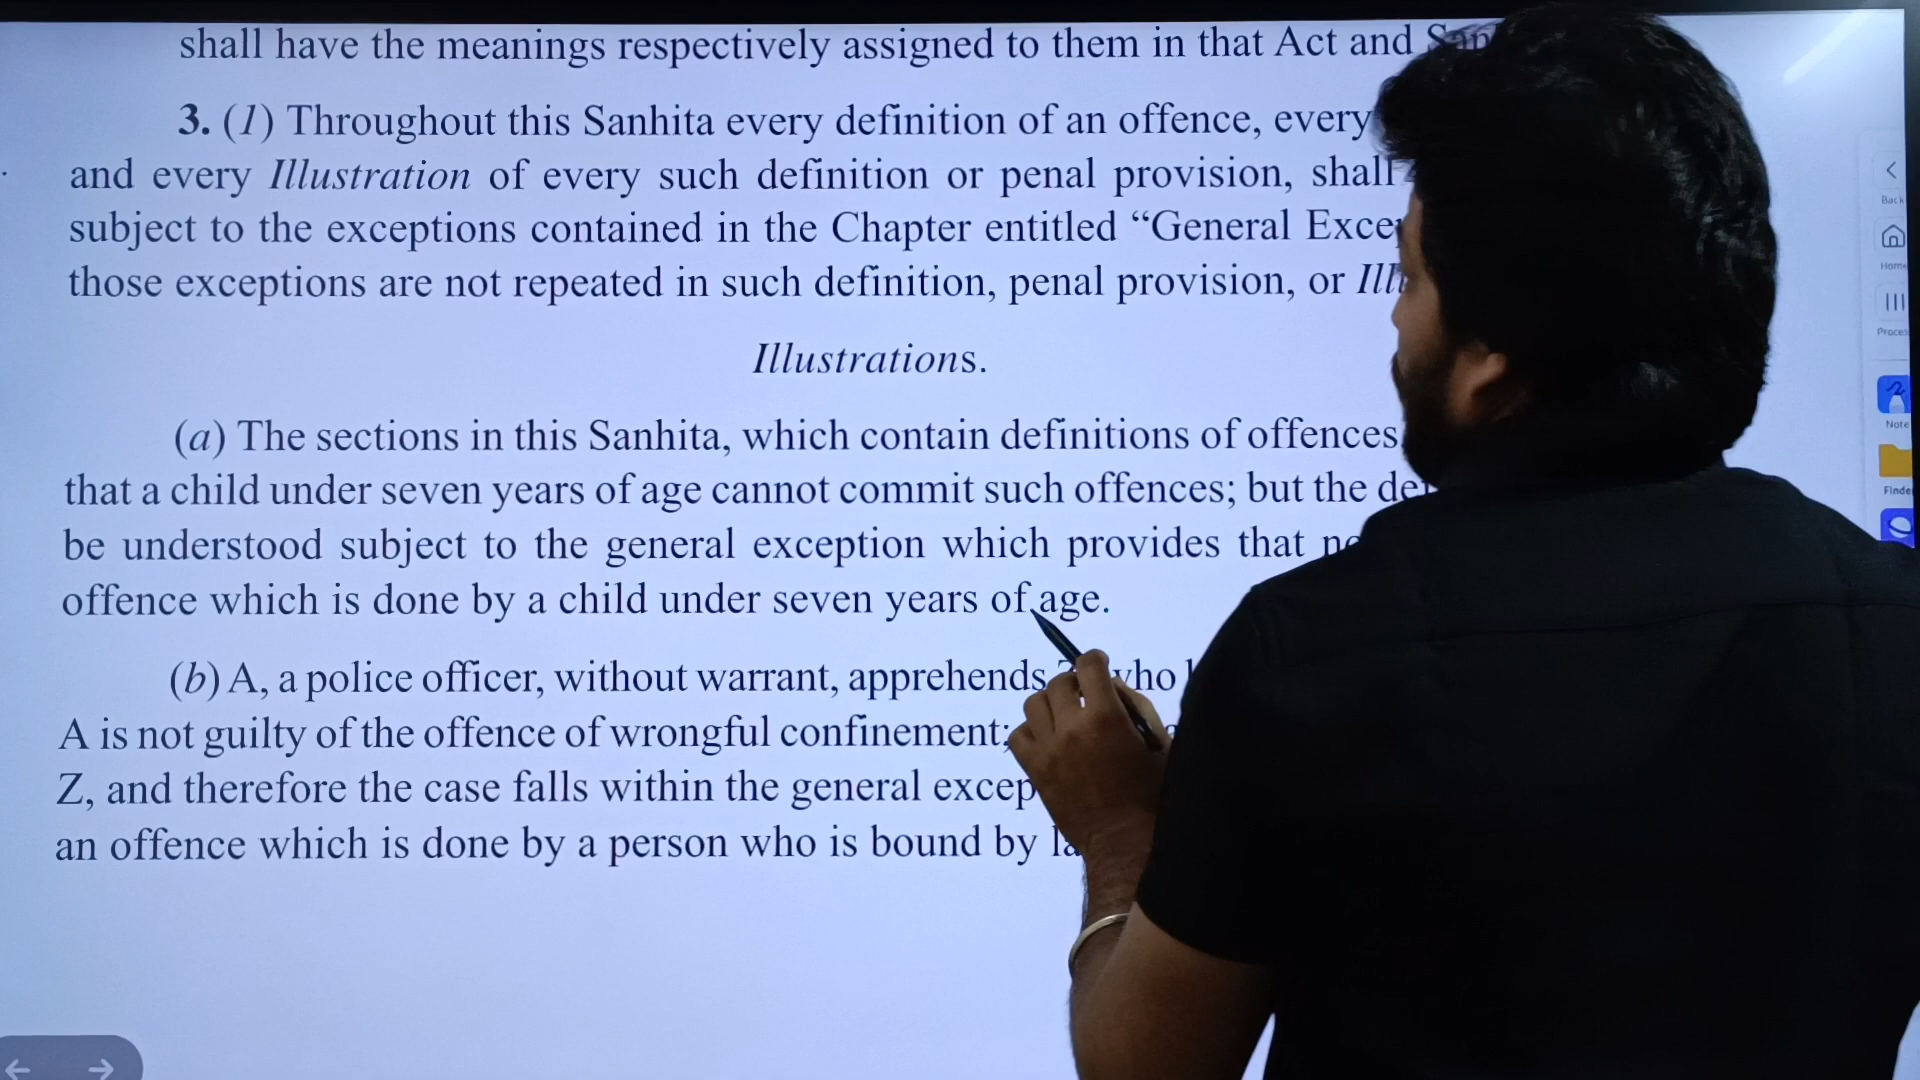 shall have the meanings respectively assigned to them in that Act and
3. (1) Throughout this Sanhita every definition of an offence, every
and every Illustration of every such definition or penal provision, shall
subject to the exceptions contained in the Chapter entitled “General
those exceptions are not repeated in such definition, penal provision, or
Illustrations.
(a) The sections in this Sanhita, which contain definitions of offences
that a child under seven years of age cannot commit such offences; but the
be understood subject to the general exception which provides that
offence which is done by a child under seven years of age.
(b) A, a police officer, without warrant, apprehends who
A is not guilty of the offence of wrongful confinement;
Z, and therefore the case falls within the general
an offence which is done by a person who is bound by
Back
Home
Note